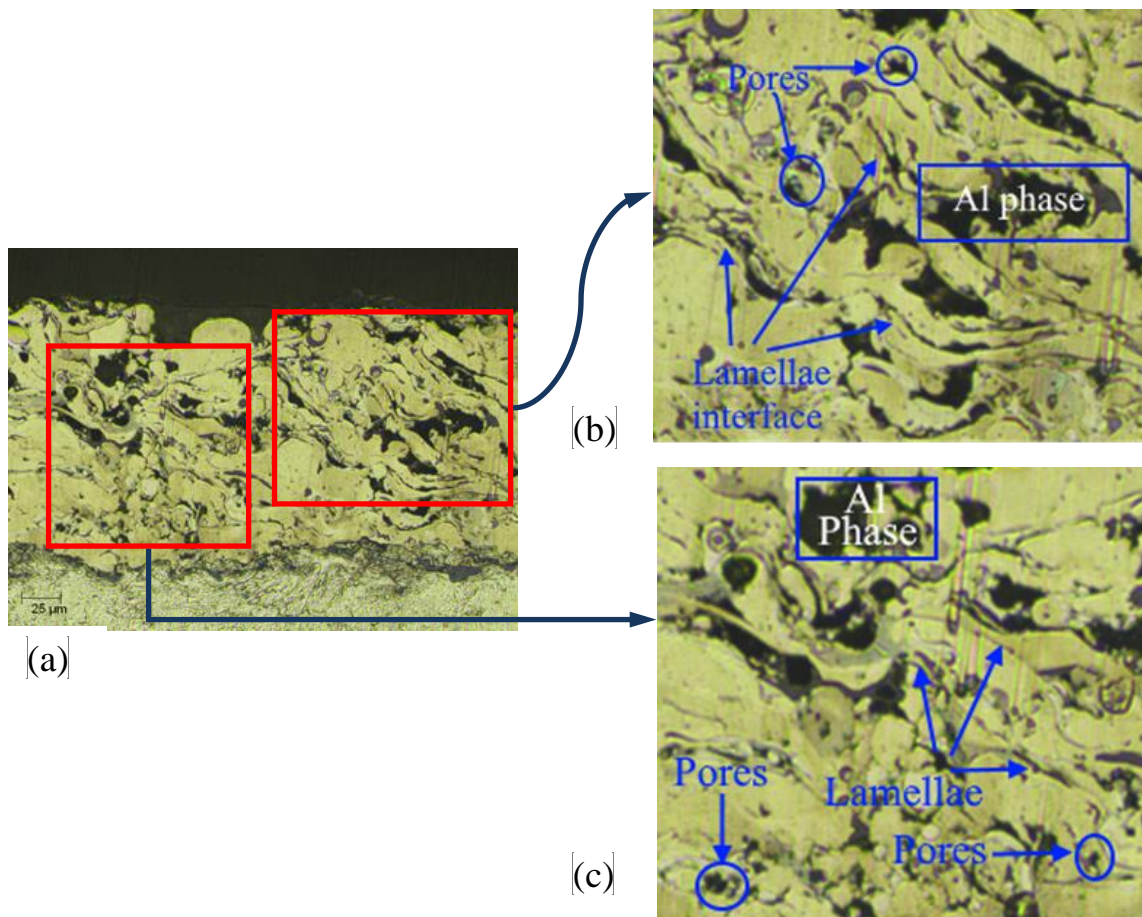 Pores
Al phase
Lamellae
interface
[b)]
25 µm
[a)]
Al
Phase
Pores
Lamellae
Pores
[c)]